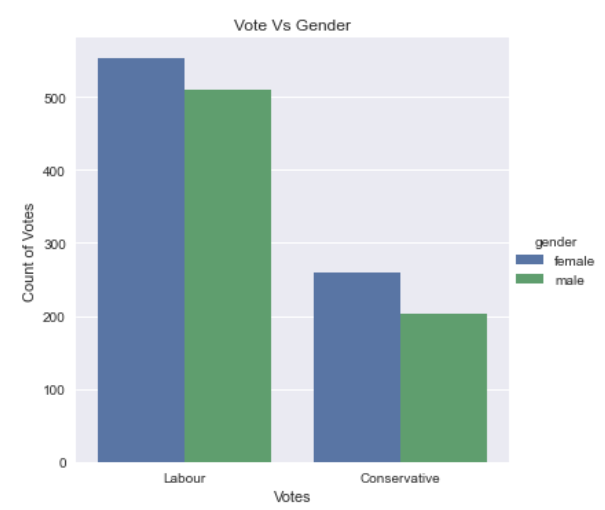 Vote Vs Gender
Count of Votes
500
400
300
200
100
0
Labour
Conservative
Votes
gender
female
male